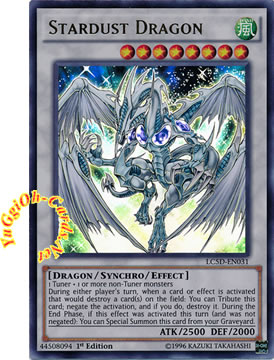 STARDUST DRAGON
風
LC5D-EN031
[DRAGON / SYNCHRO / EFFECT]
1 Tuner + 1 or more non-Tuner monsters
During either player's turn, when a card or effect is activated
that would destroy a card(s) on the field: You can Tribute this
card; negate the activation, and if you do, destroy it. During the
End Phase, if this effect was activated this turn (and was not
negated): You can Special Summon this card from your Graveyard.
ATK/2500 DEF/2000
44508094 1st Edition ©1996 KAZUKI TAKAHASHI
YuGgiOh-Cards.Net